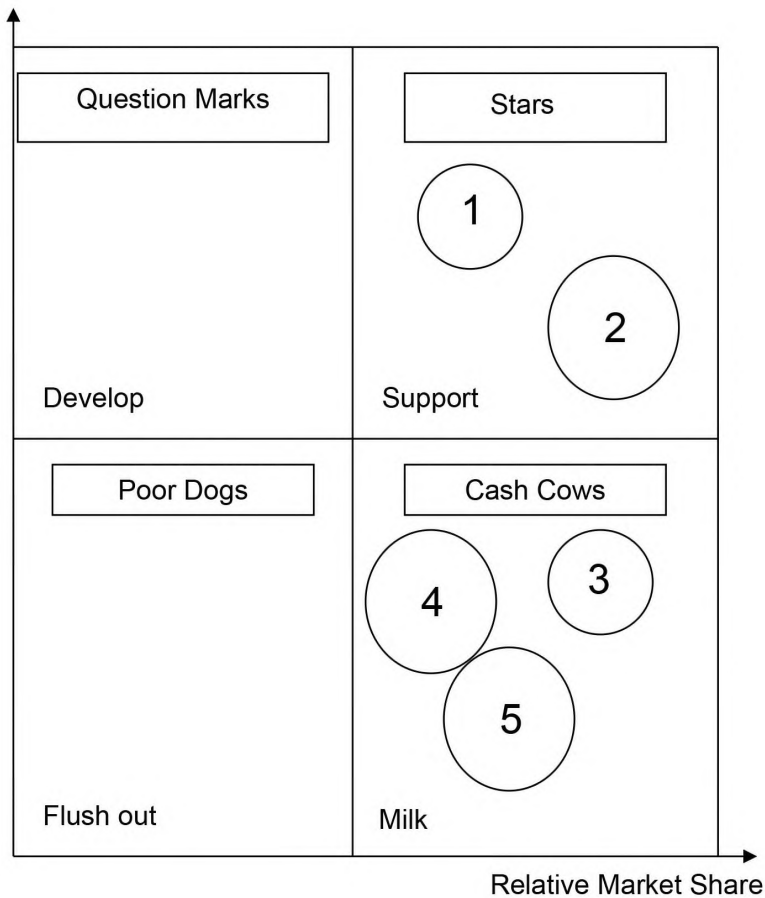 Question Marks
Stars
1
2
Develop
Support
Poor Dogs
Cash Cows
3
4
5
Flush out
Milk
Relative Market Share